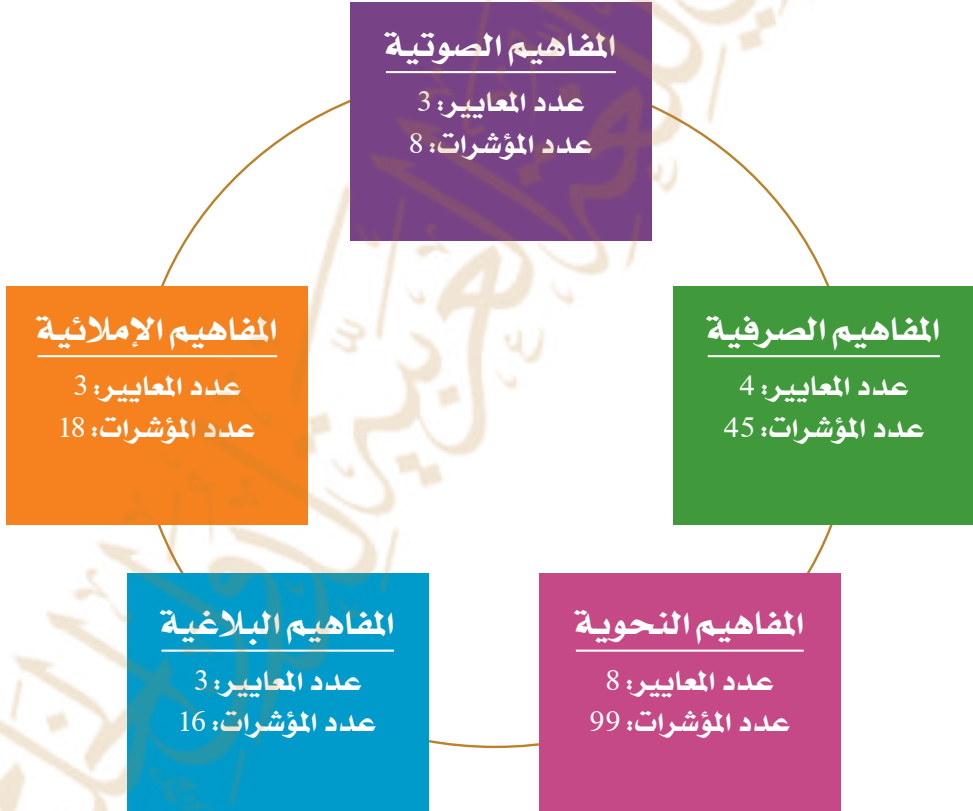 المفاهيم الصوتية
عدد المعايير: 3
عدد المؤشرات: 8
المفاهيم الصرفية
عدد المعايير: 4
عدد المؤشرات: 45
المفاهيم النحوية
عدد المعايير: 8
عدد المؤشرات: 99
المفاهيم البلاغية
عدد المعايير: 3
عدد المؤشرات: 16
المفاهيم الإملائية
عدد المعايير: 3
عدد المؤشرات: 18